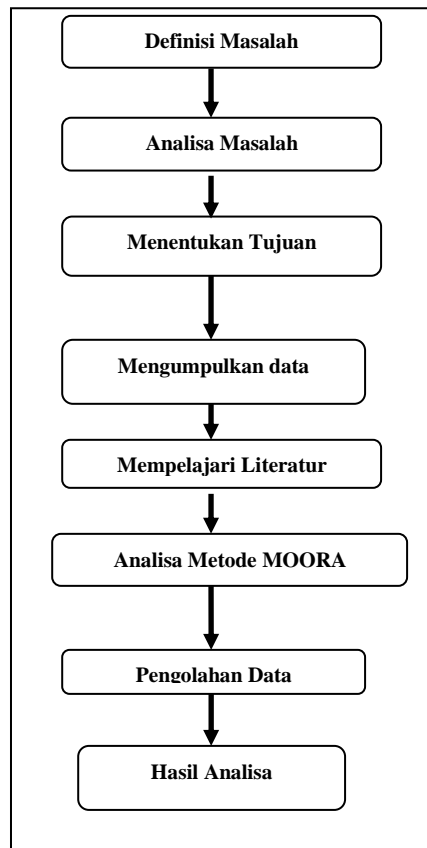 Definisi Masalah
Analisa Masalah
Menentukan Tujuan
Mengumpulkan data
Mempelajari Literatur
Analisa Metode MOORA
Pengolahan Data
Hasil Analisa